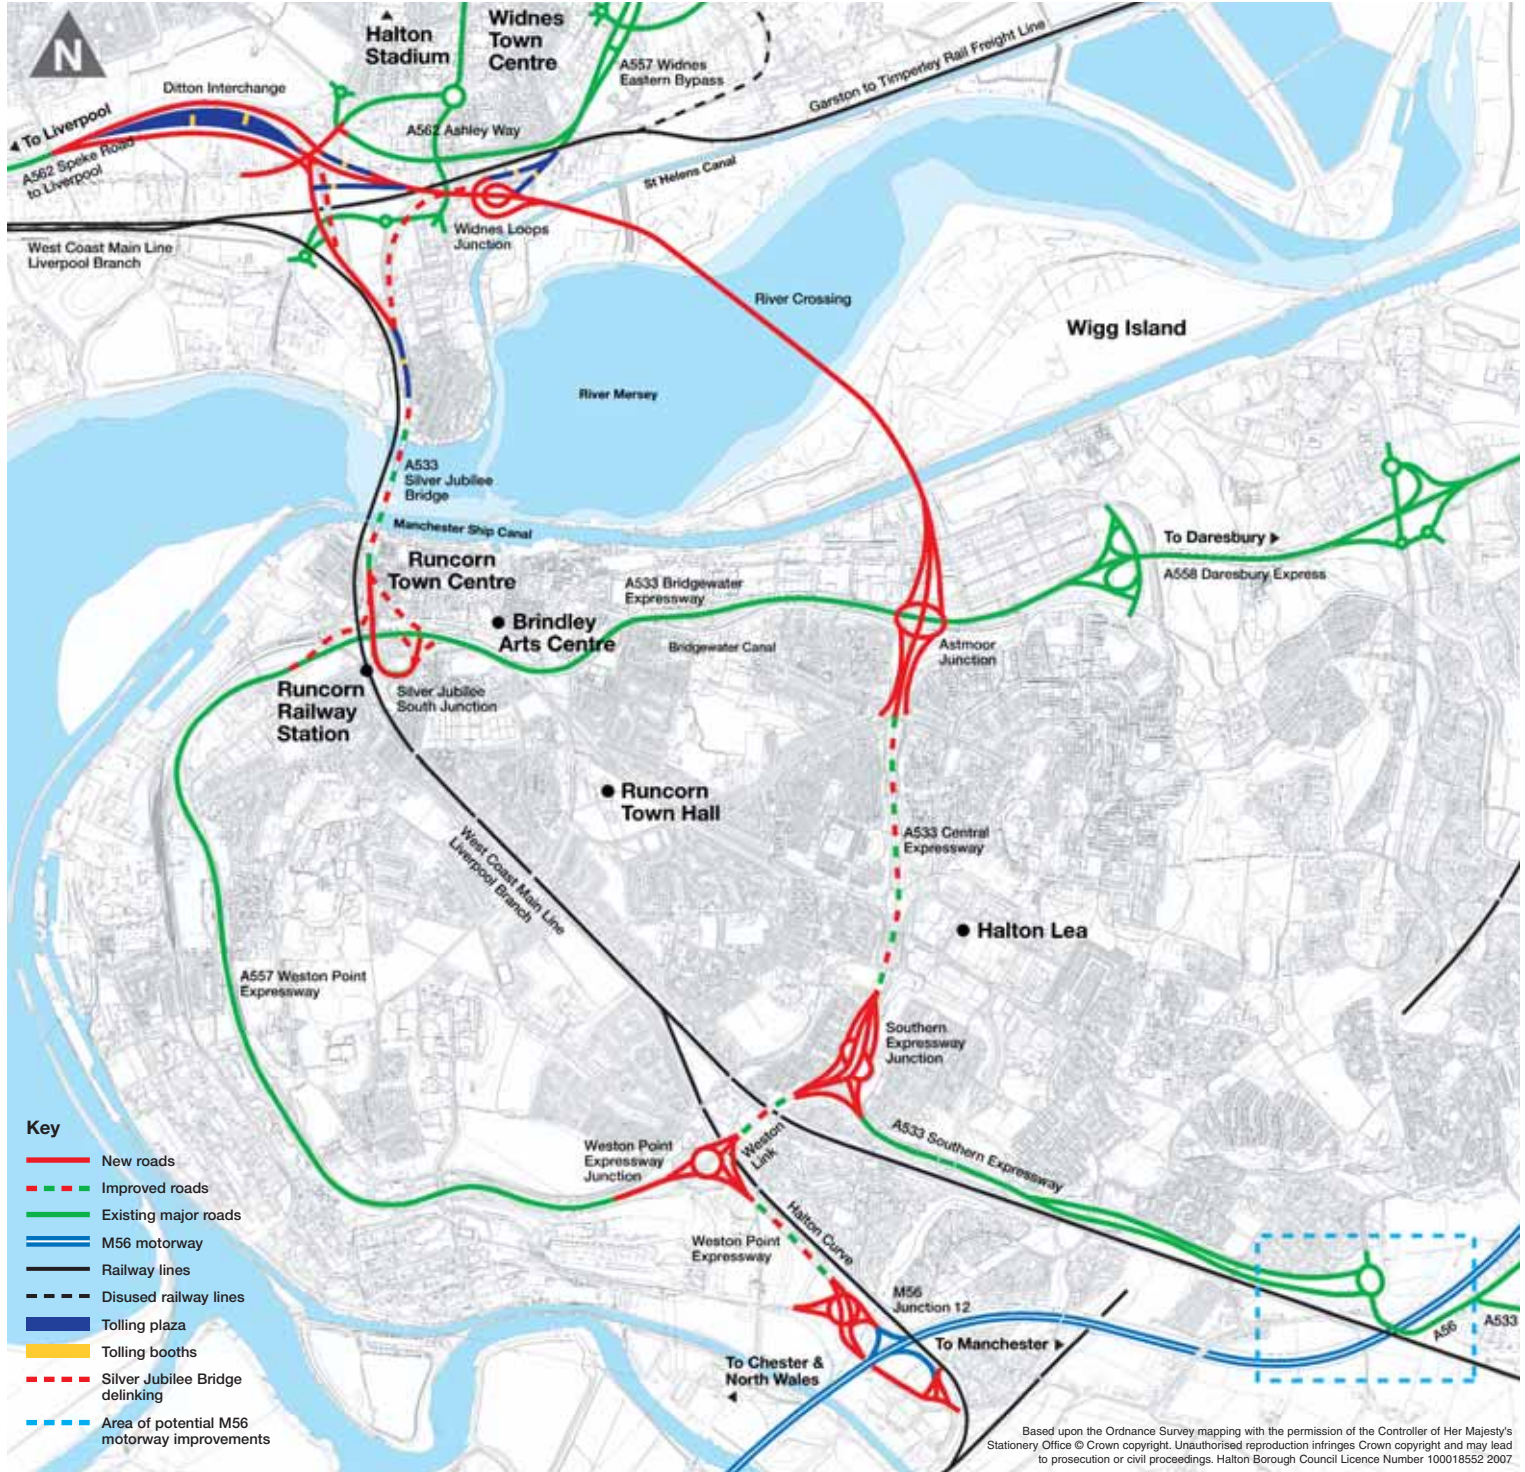 N
Halton
Stadium
Widnes
Town
Centre
A557 Widnes
Eastern Bypass
Garston to Timperley Rail Freight Line
Ditton Interchange
To Liverpool
A562 Speke Road
to Liverpool
A562 Ashley Way
St Helens Canal
West Coast Main Line
Liverpool Branch
Widnes Loops
Junction
River Crossing
Wigg Island
River Mersey
A533
Silver Jubilee
Bridge
Manchester Ship Canal
Runcorn
Town Centre
To Daresbury
A558 Daresbury Express
A533 Bridgewater
Expressway
Brindley
Arts Centre
Bridgewater Canal
Astmoor
Junction
Runcorn
Railway
Station
Silver Jubilee
South Junction
Runcorn
Town Hall
A533 Central
Expressway
West Coast Main Line
Liverpool Branch
Halton Lea
A557 Weston Point
Expressway
Southern
Expressway
Junction
Weston Point
Expressway
Junction
Weston
Link
A533 Southern Expressway
Halton Curve
Weston Point
Expressway
M56
Junction 12
To Manchester
To Chester &
North Wales
A56
A533
Key
New roads
Improved roads
Existing major roads
M56 motorway
Railway lines
Disused railway lines
Tolling plaza
Tolling booths
Silver Jubilee Bridge
delinking
Area of potential M56
motorway improvements
Based upon the Ordnance Survey mapping with the permission of the Controller of Her Majesty's
Stationery Office © Crown copyright. Unauthorised reproduction infringes Crown copyright and may lead
to prosecution or civil proceedings. Halton Borough Council Licence Number 100018552 2007